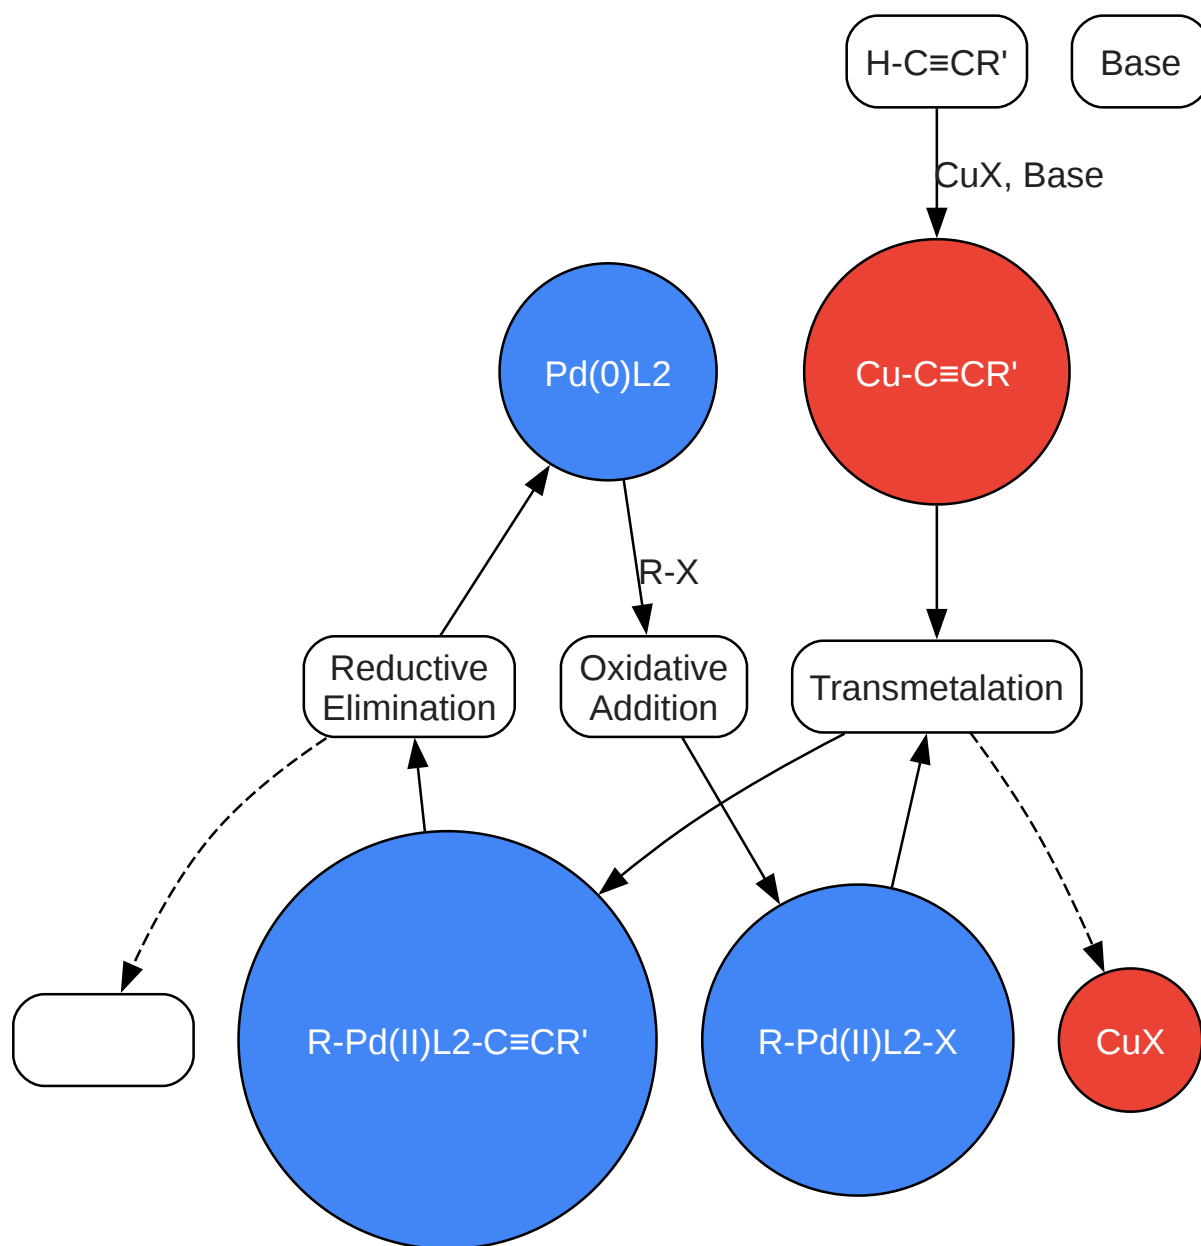 H-C≡CR'
Base
CuX, Base
Pd(0)L2
Cu-C≡CR'
R-X
Reductive
Elimination
Oxidative
Addition
Transmetalation
R-Pd(II)L2-C≡CR'
R-Pd(II)L2-X
CuX